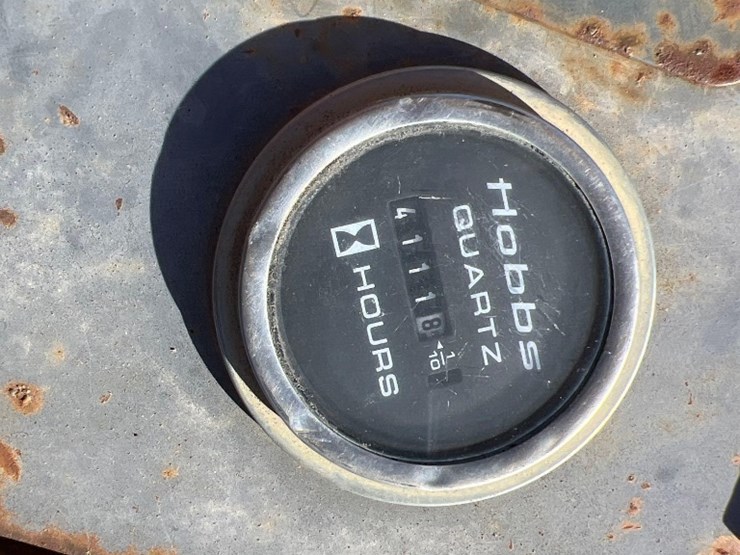 Hobbs
QUARTZ
41118
1/10
HOURS